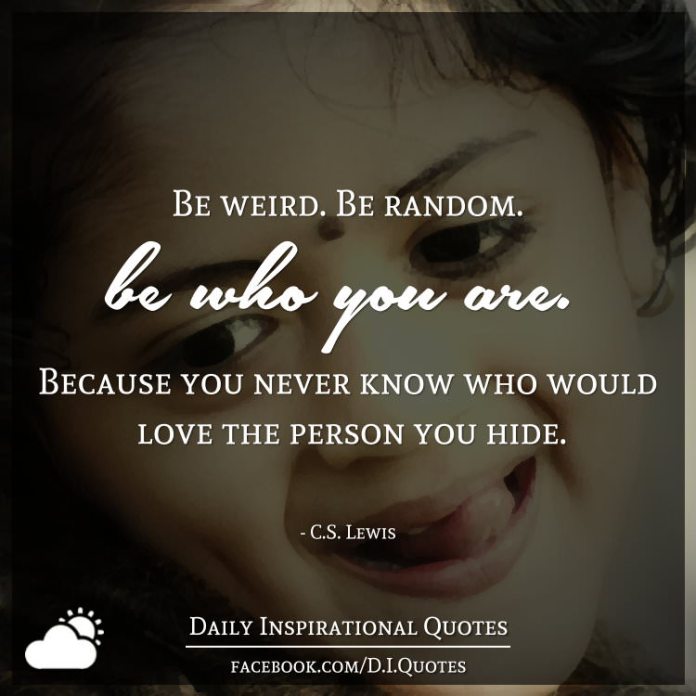 Be weird. Be random.
be who you are.
Because you never know who would
love the person you hide.
- C.S. Lewis
Daily Inspirational Quotes
facebook.com/D.I.Quotes